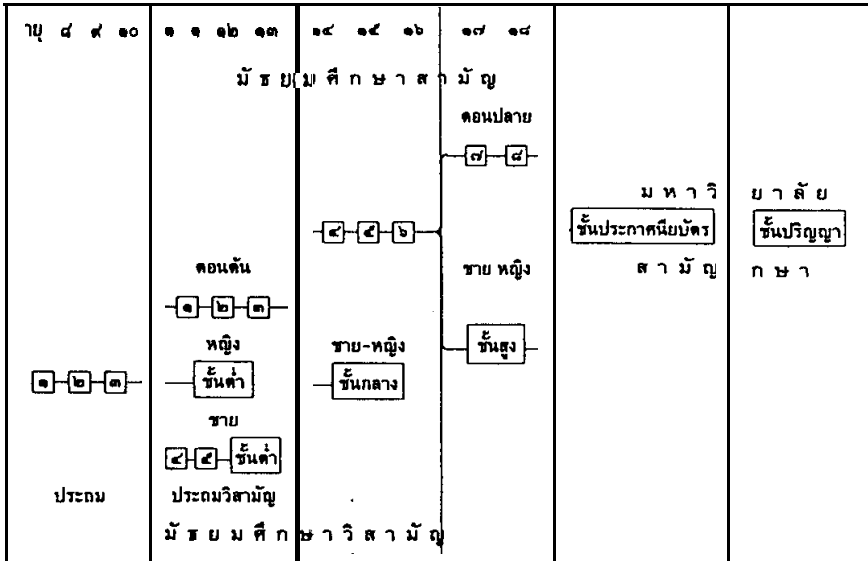 ายุ ๘ ๙ ๑๐ ๑ ๑ ๑๒ ๑๓ ๑๔ ๑๕ ๑๖ ๑๗ ๑๘
มัธยมศึกษาสามัญ
ตอนปลาย
๗ ๘
มหาวิ ยาลัย
๔ ๕ ๖ ชั้นประกาศนียบัตร ชั้นปริญญา
ตอนต้น ชาย หญิง สามัญ กษา
๑ ๒ ๓
หญิง ชาย-หญิง ชั้นสูง
๑ ๒ ๓ ชั้นต่ำ ชั้นกลาง
ชาย
๔ ๕ ชั้นต่ำ
ประถม ประถมวิสามัญ
มัธยมศึกษาวิสามัญ